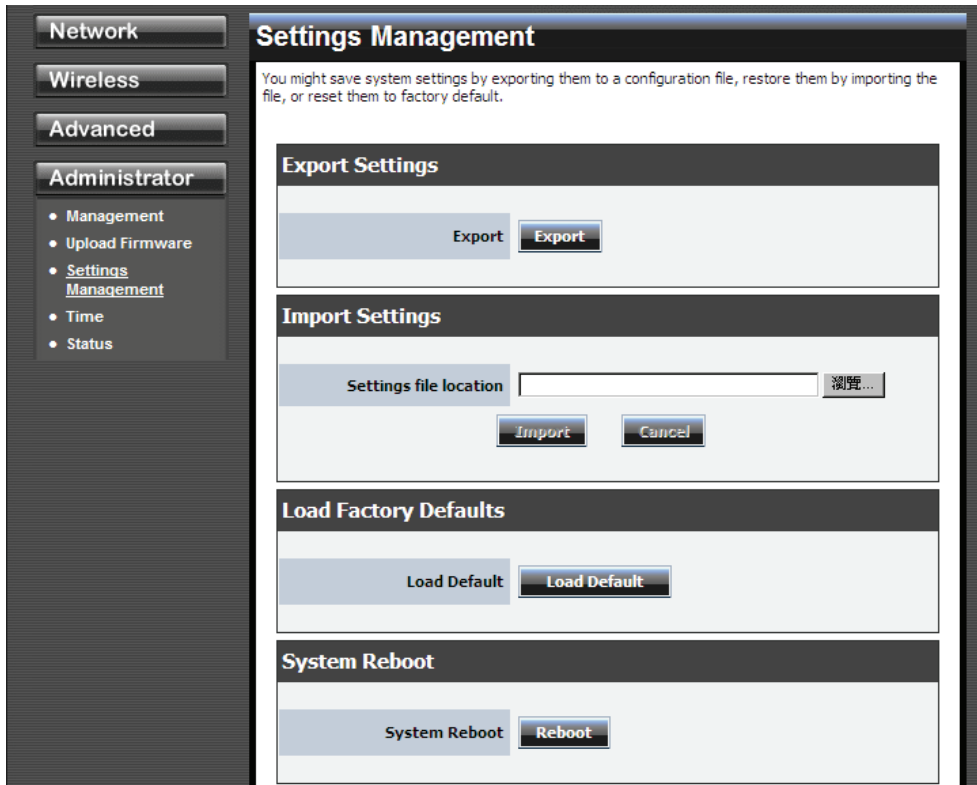 Network
Wireless
Advanced
Administrator
• Management
• Upload Firmware
• Settings
Management
• Time
• Status
Settings Management
You might save system settings by exporting them to a configuration file, restore them by importing the
file, or reset them to factory default.
Export Settings
Export Export
Import Settings
Settings file location 瀏覽...
Import Cancel
Load Factory Defaults
Load Default Load Default
System Reboot
System Reboot Reboot